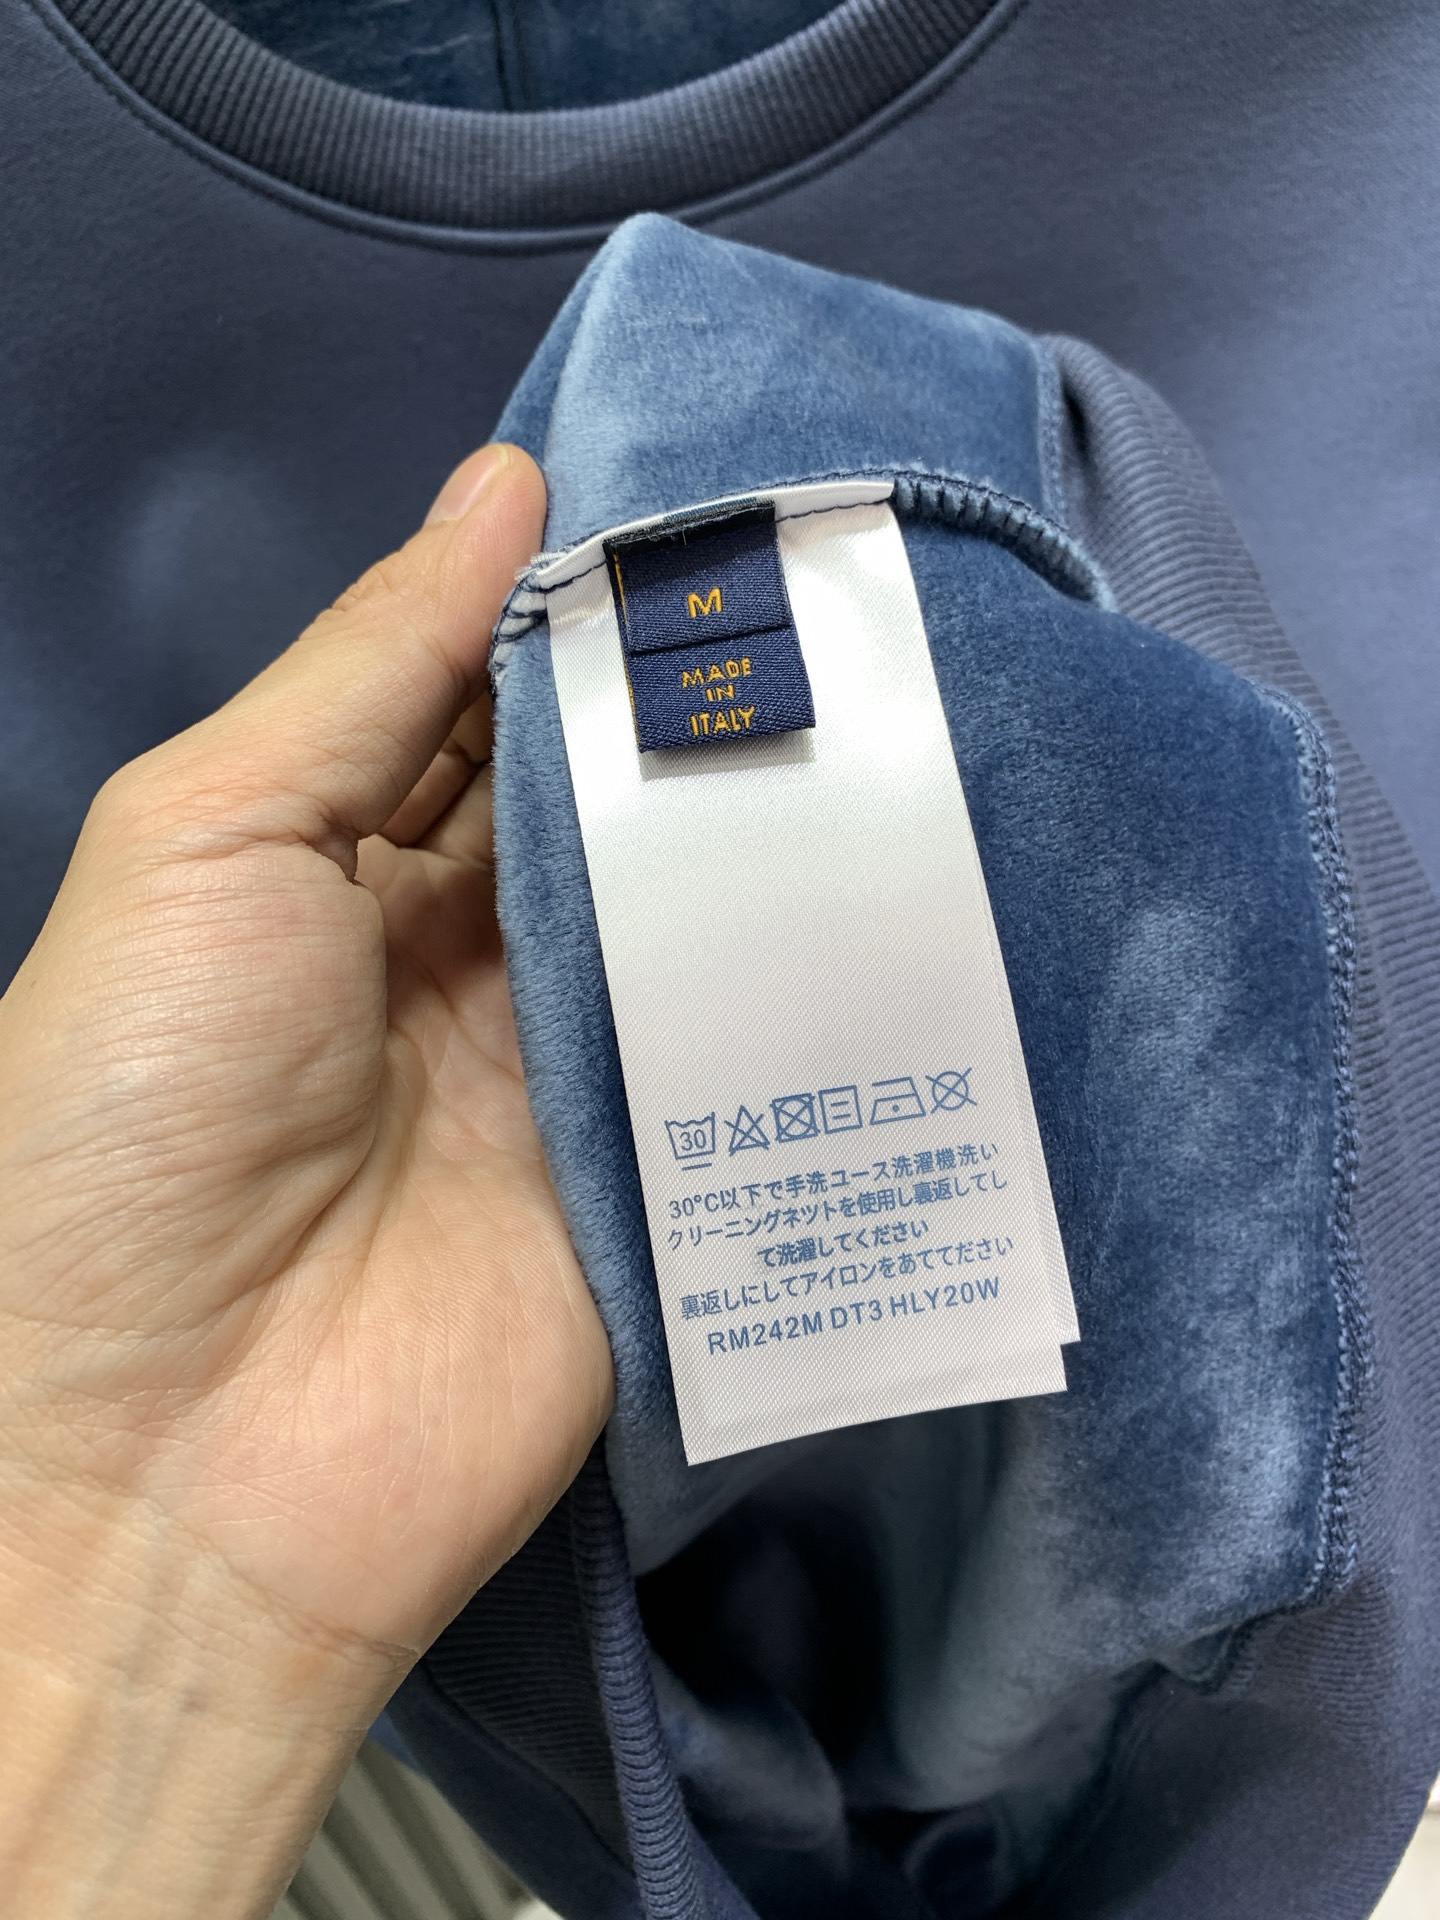 M
MADE
IN
ITALY
30
30°C以下で手洗ユース洗濯機洗い
クリーニングネツトを使用し裏返してし
て洗濯してください
裏返しにしてアイロンをあててださい
RM242M DT3 HLY20W